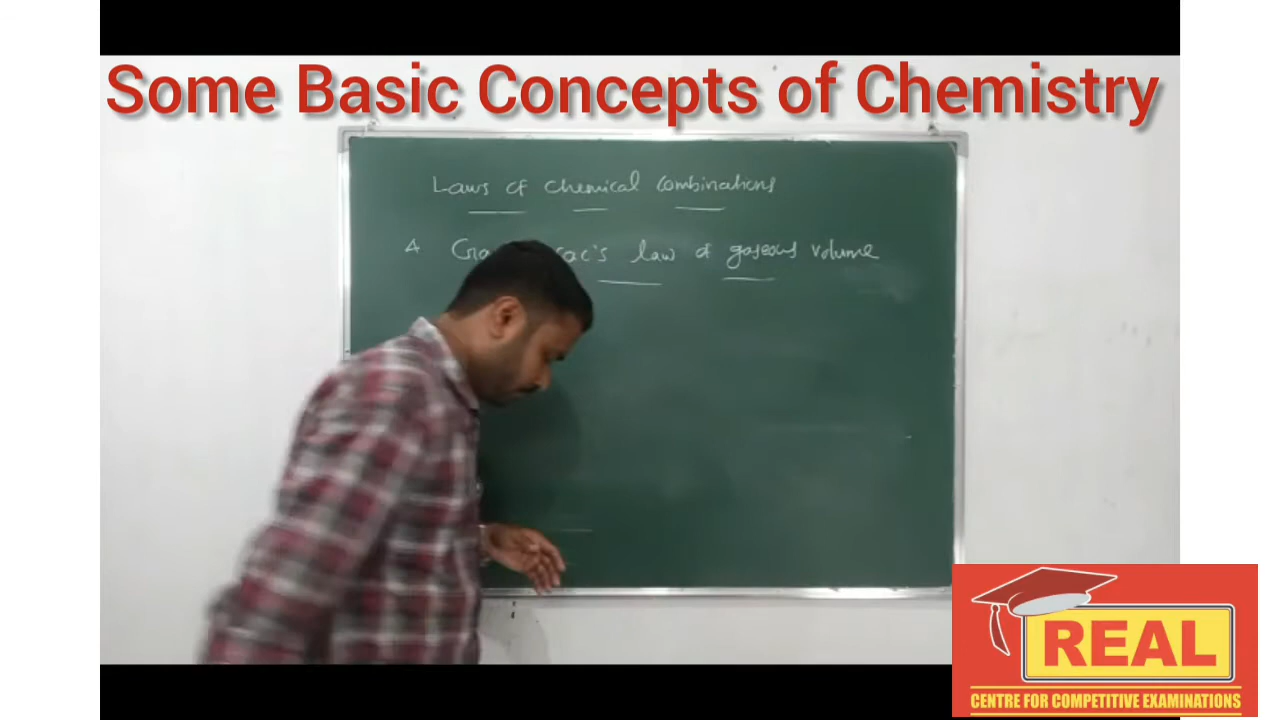 Some Basic Concepts of Chemistry
Laws of chemical combinations
4 law of gaseous volume
REAL
CENTRE FOR COMPETITIVE EXAMINATIONS